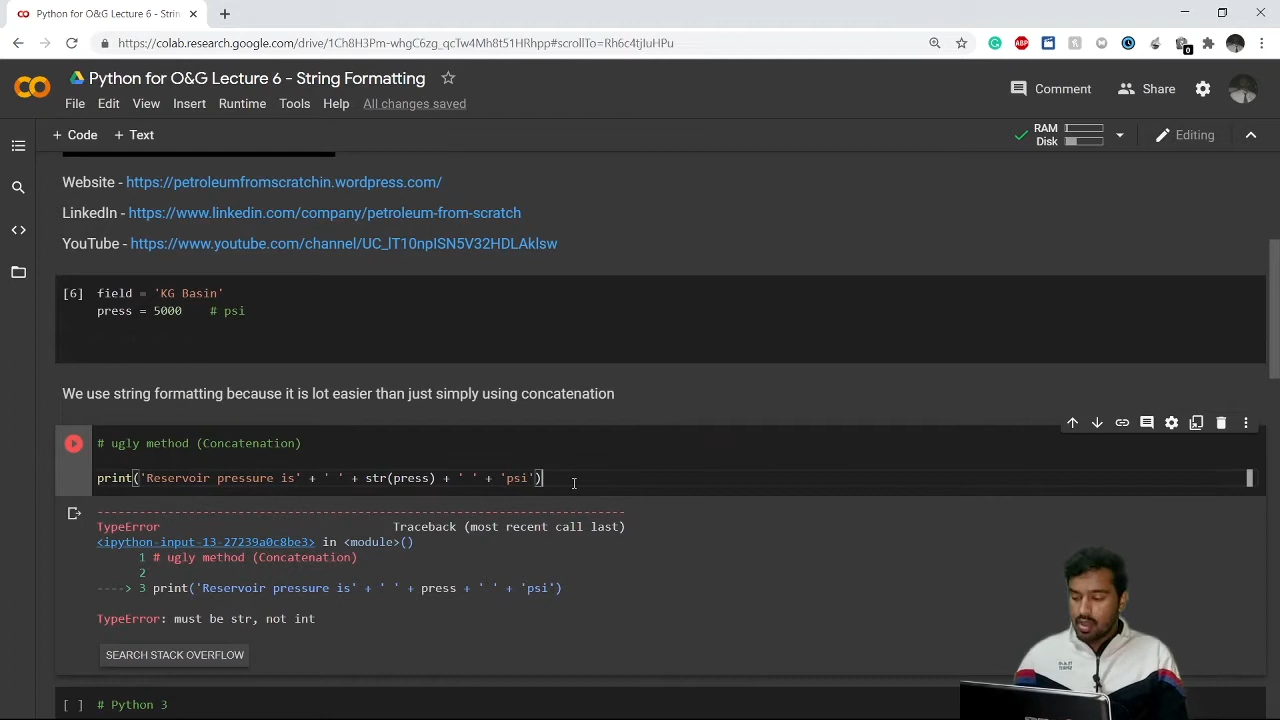 Python for O&G Lecture 6 - Strin
https://colab.research.google.com/drive/1Ch8H3Pm-whgC6zg_qcTw4Mh8t51HRhpp#scrollTo=Rh6c4tjIuHPu
ABP
0
Python for O&G Lecture 6 - String Formatting
File Edit View Insert Runtime Tools Help All changes saved
Comment Share
+ Code + Text
RAM
Disk
Editing
Website - https://petroleumfromscratchin.wordpress.com/
LinkedIn - https://www.linkedin.com/company/petroleum-from-scratch
YouTube - https://www.youtube.com/channel/UC_lT10npISN5V32HDLAklsw
[6] field = 'KG Basin'
press = 5000 # psi
We use string formatting because it is lot easier than just simply using concatenation
# ugly method (Concatenation)
print('Reservoir pressure is' + ' ' + str(press) + ' ' + 'psi')
---------------------------------------------------------------------------
TypeError Traceback (most recent call last)
<ipython-input-13-27239a0c8be3> in <module>()
1 # ugly method (Concatenation)
2
----> 3 print('Reservoir pressure is' + ' ' + press + ' ' + 'psi')
TypeError: must be str, not int
SEARCH STACK OVERFLOW
[ ] # Python 3